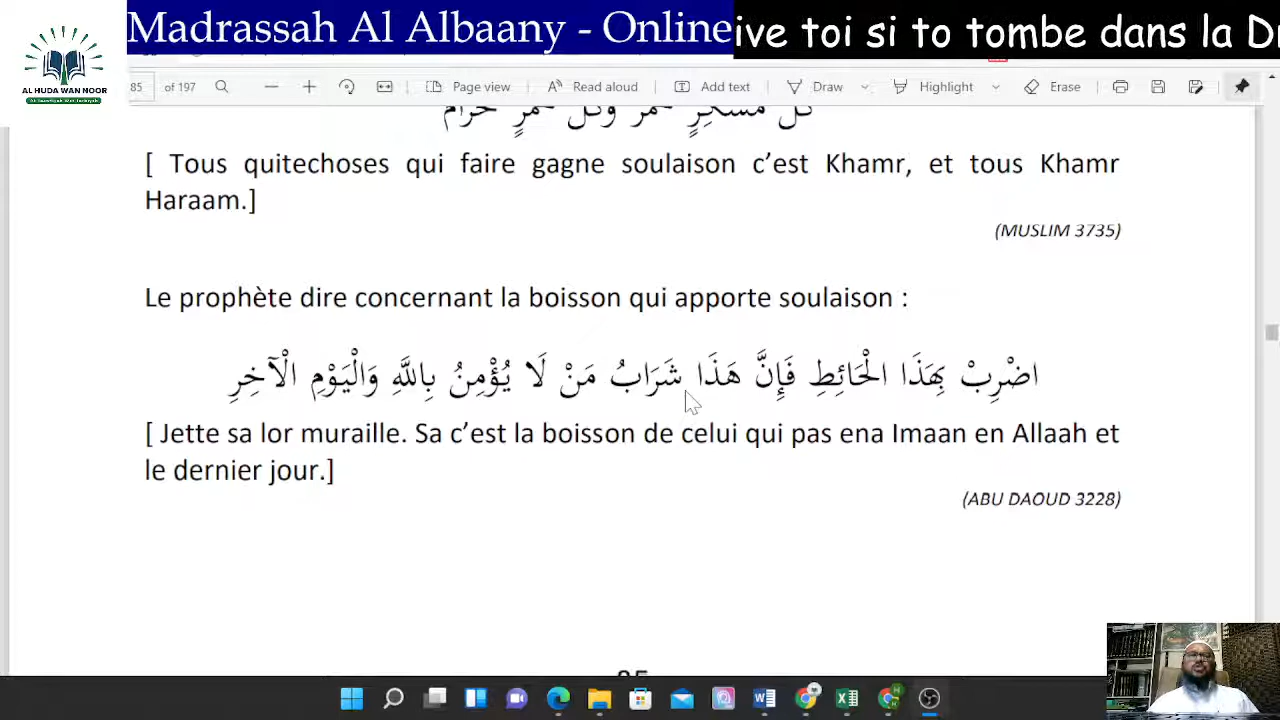 Madrassah Al Albaany - Online
ive toi si to tombe dans la D
AL HUDA WAN NOOR
85 of 197
Page view
Read aloud
Add text
Draw
Highlight
Erase
كُلُّ مُسْكِرٍ خَمْرٌ وَكُلُّ خَمْرٍ حَرَامٌ
[ Tous quitechoses qui faire gagne soulaison c’est Khamr, et tous Khamr
Haraam.]
(MUSLIM 3735)
Le prophète dire concernant la boisson qui apporte soulaison :
اضْرِبْ بِهَذَا الْحَائِطِ فَإِنَّ هَذَا شَرَابُ مَنْ لَا يُؤْمِنُ بِاللَّهِ وَالْيَوْمِ الْآخِرِ
[ Jette sa lor muraille. Sa c’est la boisson de celui qui pas ena Imaan en Allaah et
le dernier jour.]
(ABU DAOUD 3228)